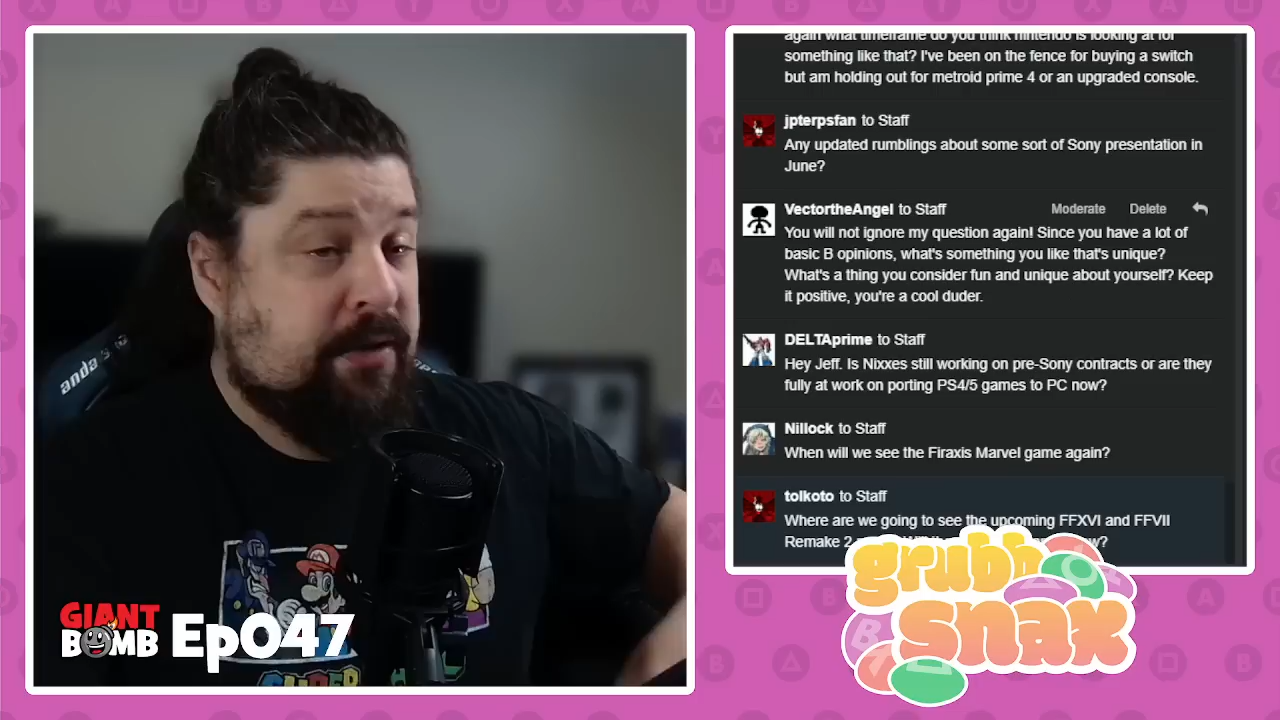 again what timeframe do you think nintendo is looking at for
something like that? I've been on the fence for buying a switch
but am holding out for metroid prime 4 or an upgraded console.
jpterpsfan to Staff
Any updated rumblings about some sort of Sony presentation in
June?
VectortheAngel to Staff
Moderate Delete
You will not ignore my question again! Since you have a lot of
basic B opinions, what's something you like that's unique?
What's a thing you consider fun and unique about yourself? Keep
it positive, you're a cool duder.
DELTAprime to Staff
Hey Jeff. Is Nixxes still working on pre-Sony contracts or are they
fully at work on porting PS4/5 games to PC now?
Nillock to Staff
When will we see the Firaxis Marvel game again?
tolkoto to Staff
Where are we going to see the upcoming FFXVI and FFVII
Remake 2
anda
SUPER
GIANT
BOMB
Ep047
grubb
snax